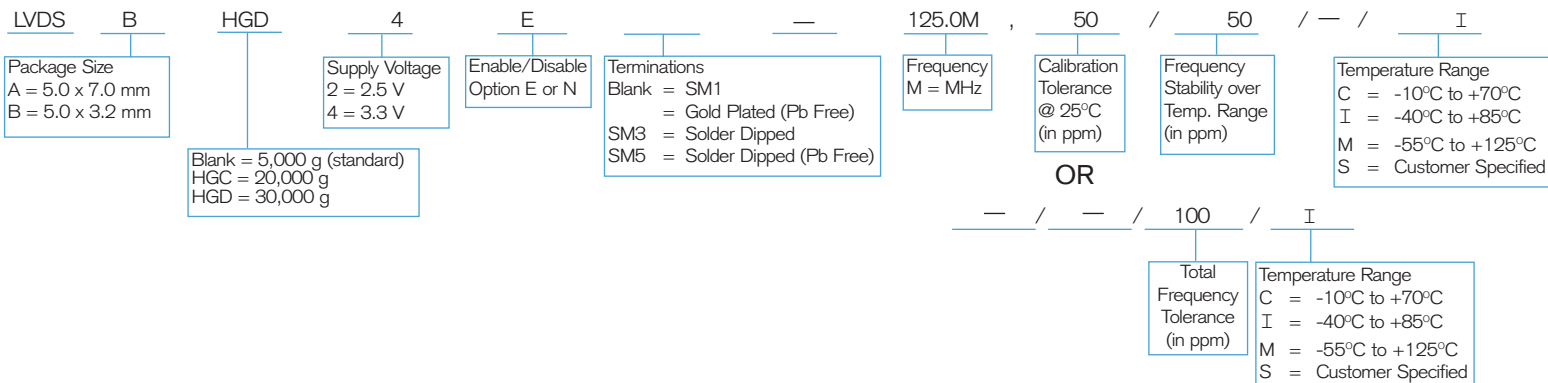 LVDS B HGD 4 E — 125.0M , 50 / 50 / — / I
Package Size
A = 5.0 x 7.0 mm
B = 5.0 x 3.2 mm
Blank = 5,000 g (standard)
HGC = 20,000 g
HGD = 30,000 g
Supply Voltage
2 = 2.5 V
4 = 3.3 V
Enable/Disable
Option E or N
Terminations
Blank = SM1
= Gold Plated (Pb Free)
SM3 = Solder Dipped
SM5 = Solder Dipped (Pb Free)
Frequency
M = MHz
Calibration
Tolerance
@ 25°C
(in ppm)
Frequency
Stability over
Temp. Range
(in ppm)
Temperature Range
C = -10°C to +70°C
I = -40°C to +85°C
M = -55°C to +125°C
S = Customer Specified
OR
— / — / 100 / I
Total
Frequency
Tolerance
(in ppm)
Temperature Range
C = -10°C to +70°C
I = -40°C to +85°C
M = -55°C to +125°C
S = Customer Specified